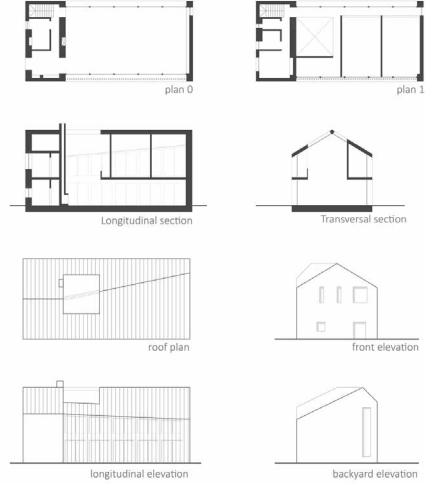 plan 0
plan 1
Longitudinal section
Transversal section
roof plan
front elevation
longitudinal elevation
backyard elevation